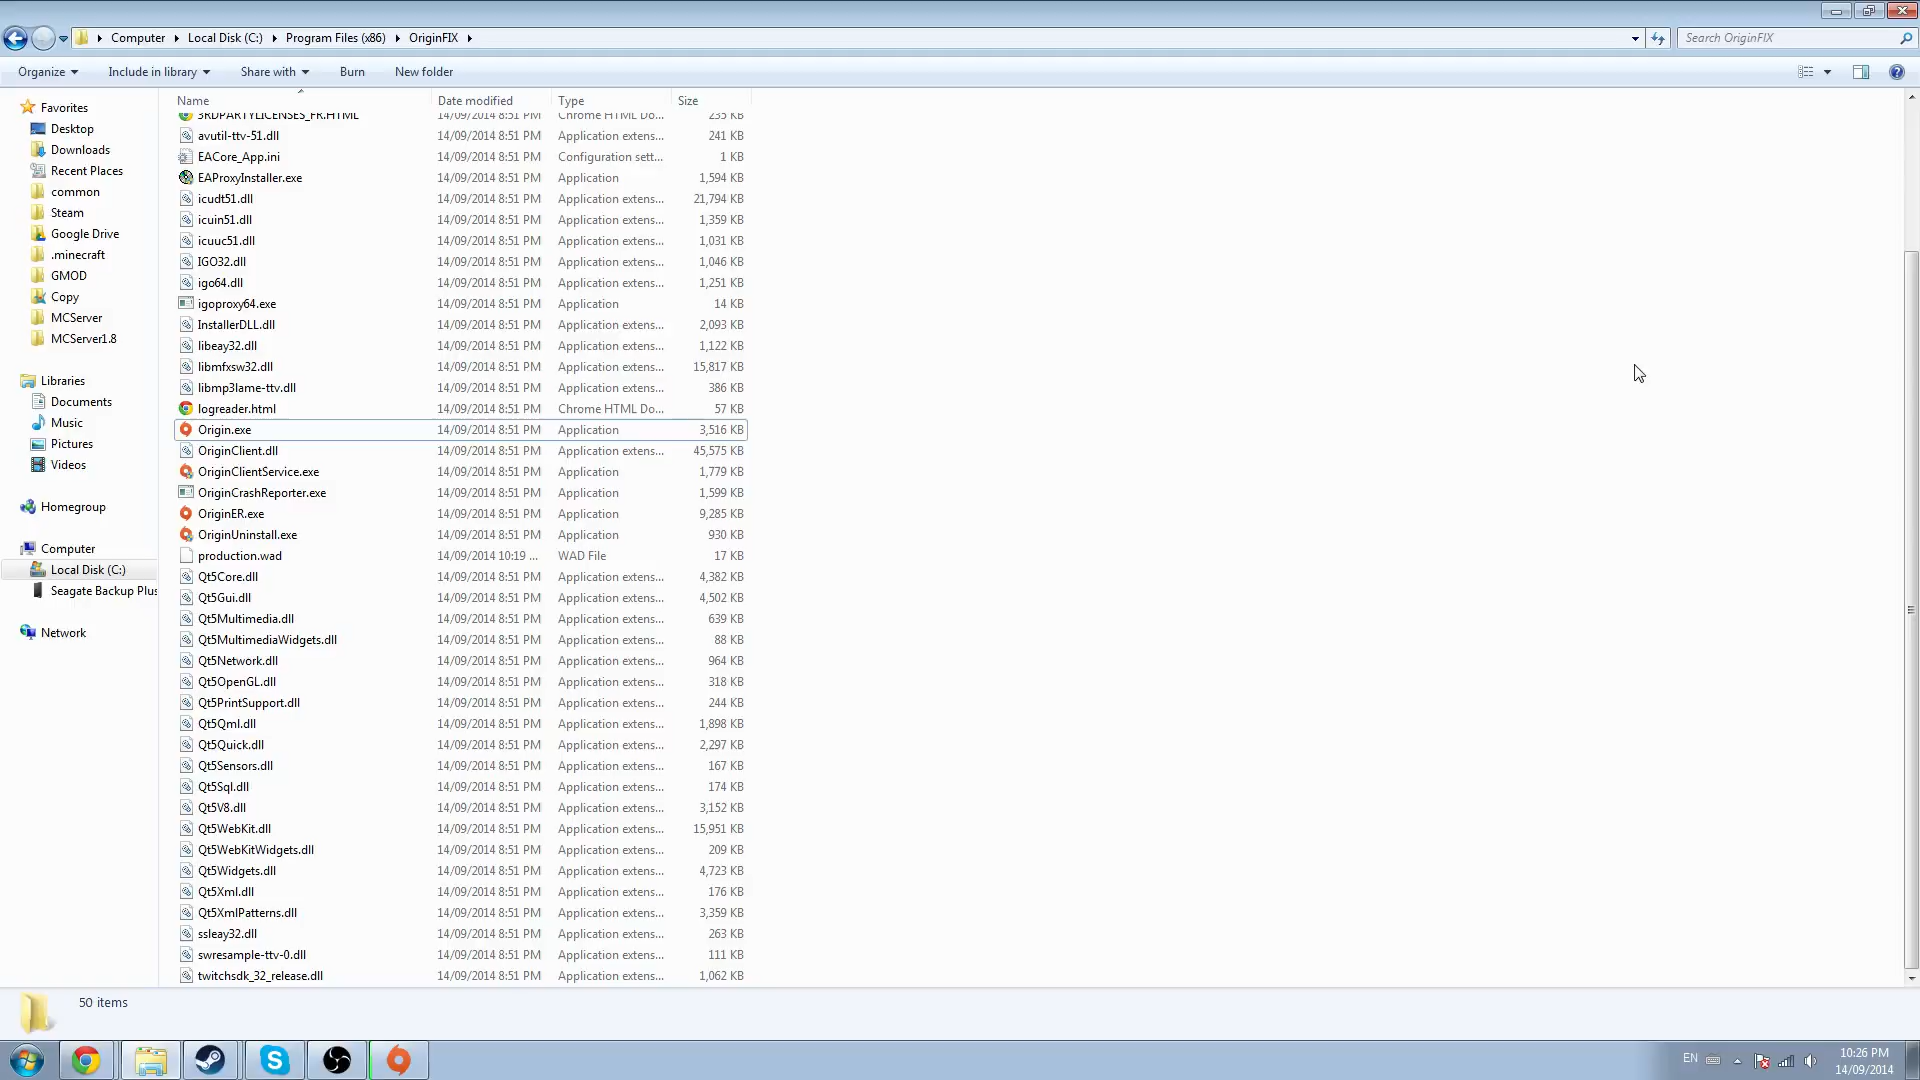 Computer Local Disk (C:) Program Files (x86) OriginFIX
Search OriginFIX
Organize Include in library Share with Burn New folder
Favorites
Desktop
Downloads
Recent Places
common
Steam
Google Drive
.minecraft
GMOD
Copy
MCServer
MCServer1.8
Libraries
Documents
Music
Pictures
Videos
Homegroup
Computer
Local Disk (C:)
Seagate Backup Plus
Network
Name Date modified Type Size
3RDPARTYLICENSES_FR.HTML 14/09/2014 8:51 PM Chrome HTML Do... 235 KB
avutil-ttv-51.dll 14/09/2014 8:51 PM Application extens... 241 KB
EACore_App.ini 14/09/2014 8:51 PM Configuration sett... 1 KB
EAProxyInstaller.exe 14/09/2014 8:51 PM Application 1,594 KB
icudt51.dll 14/09/2014 8:51 PM Application extens... 21,794 KB
icuin51.dll 14/09/2014 8:51 PM Application extens... 1,359 KB
icuuc51.dll 14/09/2014 8:51 PM Application extens... 1,031 KB
IGO32.dll 14/09/2014 8:51 PM Application extens... 1,046 KB
igo64.dll 14/09/2014 8:51 PM Application extens... 1,251 KB
igoproxy64.exe 14/09/2014 8:51 PM Application 14 KB
InstallerDLL.dll 14/09/2014 8:51 PM Application extens... 2,093 KB
libeay32.dll 14/09/2014 8:51 PM Application extens... 1,122 KB
libmfxsw32.dll 14/09/2014 8:51 PM Application extens... 15,817 KB
libmp3lame-ttv.dll 14/09/2014 8:51 PM Application extens... 386 KB
logreader.html 14/09/2014 8:51 PM Chrome HTML Do... 57 KB
Origin.exe 14/09/2014 8:51 PM Application 3,516 KB
OriginClient.dll 14/09/2014 8:51 PM Application extens... 45,575 KB
OriginClientService.exe 14/09/2014 8:51 PM Application 1,779 KB
OriginCrashReporter.exe 14/09/2014 8:51 PM Application 1,599 KB
OriginER.exe 14/09/2014 8:51 PM Application 9,285 KB
OriginUninstall.exe 14/09/2014 8:51 PM Application 930 KB
production.wad 14/09/2014 10:19 ... WAD File 17 KB
Qt5Core.dll 14/09/2014 8:51 PM Application extens... 4,382 KB
Qt5Gui.dll 14/09/2014 8:51 PM Application extens... 4,502 KB
Qt5Multimedia.dll 14/09/2014 8:51 PM Application extens... 639 KB
Qt5MultimediaWidgets.dll 14/09/2014 8:51 PM Application extens... 88 KB
Qt5Network.dll 14/09/2014 8:51 PM Application extens... 964 KB
Qt5OpenGL.dll 14/09/2014 8:51 PM Application extens... 318 KB
Qt5PrintSupport.dll 14/09/2014 8:51 PM Application extens... 244 KB
Qt5Qml.dll 14/09/2014 8:51 PM Application extens... 1,898 KB
Qt5Quick.dll 14/09/2014 8:51 PM Application extens... 2,297 KB
Qt5Sensors.dll 14/09/2014 8:51 PM Application extens... 167 KB
Qt5Sql.dll 14/09/2014 8:51 PM Application extens... 174 KB
Qt5V8.dll 14/09/2014 8:51 PM Application extens... 3,152 KB
Qt5WebKit.dll 14/09/2014 8:51 PM Application extens... 15,951 KB
Qt5WebKitWidgets.dll 14/09/2014 8:51 PM Application extens... 209 KB
Qt5Widgets.dll 14/09/2014 8:51 PM Application extens... 4,723 KB
Qt5Xml.dll 14/09/2014 8:51 PM Application extens... 176 KB
Qt5XmlPatterns.dll 14/09/2014 8:51 PM Application extens... 3,359 KB
ssleay32.dll 14/09/2014 8:51 PM Application extens... 263 KB
swresample-ttv-0.dll 14/09/2014 8:51 PM Application extens... 111 KB
twitchsdk_32_release.dll 14/09/2014 8:51 PM Application extens... 1,062 KB
50 items
EN
10:26 PM
14/09/2014